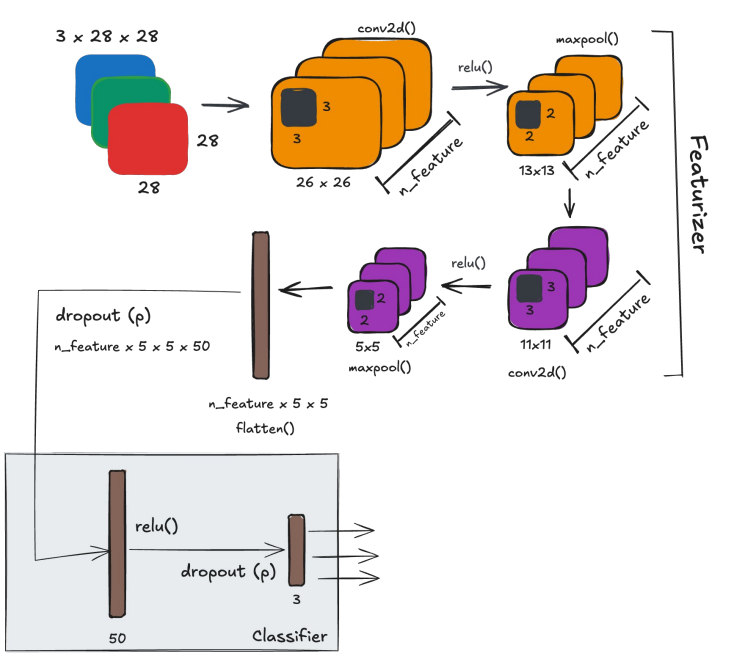 3 x 28 x 28
28
28
conv2d()
3
3
26 x 26
n_feature
relu()
maxpool()
2
2
13x13
n_feature
Featurizer
3
3
11x11
n_feature
conv2d()
relu()
2
2
5x5
n_feature
maxpool()
n_feature x 5 x 5
flatten()
dropout (p)
n_feature x 5 x 5 x 50
relu()
dropout (p)
50
3
Classifier